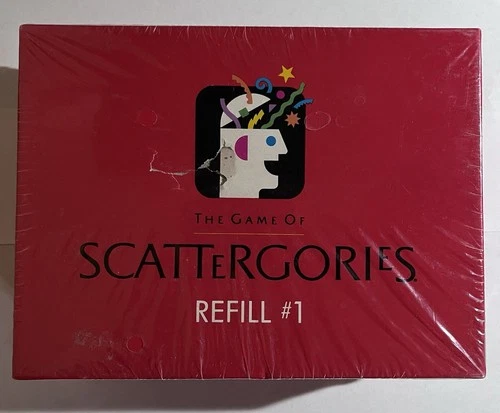 THE GAME OF
SCATTERGORIES
REFILL #1